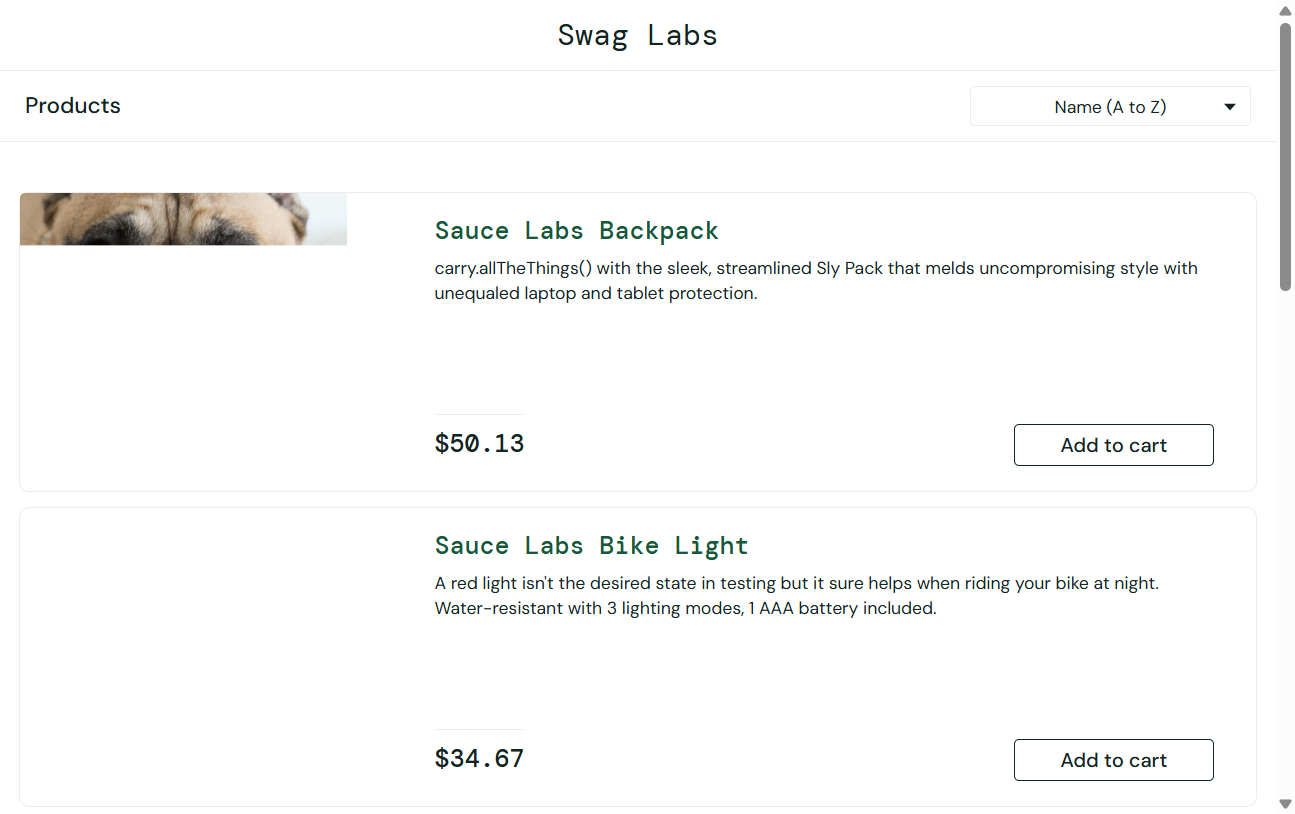 Swag Labs
Products
Name (A to Z)
Sauce Labs Backpack
carry.allTheThings() with the sleek, streamlined Sly Pack that melds uncompromising style with
unequaled laptop and tablet protection.
$50.13
Add to cart
Sauce Labs Bike Light
A red light isn't the desired state in testing but it sure helps when riding your bike at night.
Water-resistant with 3 lighting modes, 1 AAA battery included.
$34.67
Add to cart